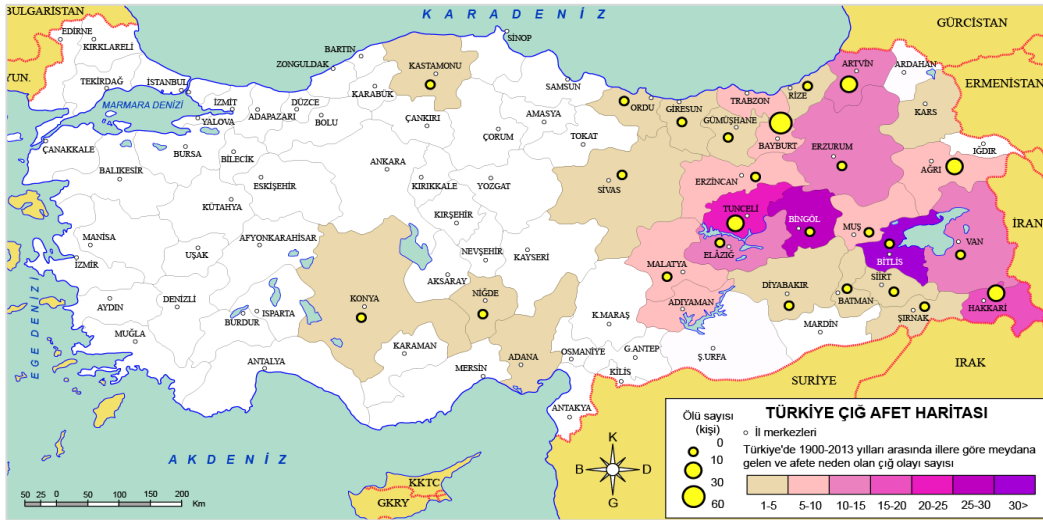 KARADENİZ
BULGARİSTAN
GÜRCİSTAN
EDİRNE
KIRKLARELİ
SİNOP
BARTIN
ZONGULDAK
KASTAMONU
ARTVİN
ARDAHAN
YUN.
TEKİRDAĞ
İSTANBUL
KARABÜK
SAMSUN
ERMENİSTAN
MARMARA DENİZİ
İZMİT
DÜZCE
ORDU
GİRESUN
TRABZON
RİZE
KARS
YALOVA
ADAPAZARI
BOLU
ÇANKIRI
AMASYA
GÜMÜŞHANE
ÇANAKKALE
BURSA
BİLECİK
ÇORUM
TOKAT
BAYBURT
ERZURUM
IĞDIR
BALIKESİR
ANKARA
AĞRI
ESKİŞEHİR
KIRIKKALE
YOZGAT
SİVAS
ERZİNCAN
KÜTAHYA
KIRŞEHİR
TUNCELİ
BİNGÖL
MUŞ
İRAN
MANİSA
AFYONKARAHİSAR
NEVŞEHİR
KAYSERİ
ELÂZIĞ
VAN
UŞAK
BİTLİS
İZMİR
AKSARAY
MALATYA
SİİRT
AYDIN
DENİZLİ
KONYA
NİĞDE
DİYABAKIR
BATMAN
HAKKARİ
ISPARTA
BURDUR
ADIYAMAN
ŞIRNAK
K.MARAŞ
MARDİN
MUĞLA
KARAMAN
ADANA
OSMANİYE
G.ANTEP
Ş.URFA
ANTALYA
MERSİN
KİLİS
IRAK
EGE DENİZİ
SURİYE
ANTAKYA
AKDENİZ
KKTC
GKRY
50 25 0 50 100 150 200
Km
K
B D
G
Ölü sayısı
(kişi)
0
10
30
60
TÜRKİYE ÇIĞ AFET HARİTASI
İl merkezleri
Türkiye'de 1900-2013 yılları arasında illere göre meydana
gelen ve afete neden olan çığ olayı sayısı
1-5 5-10 10-15 15-20 20-25 25-30 30>